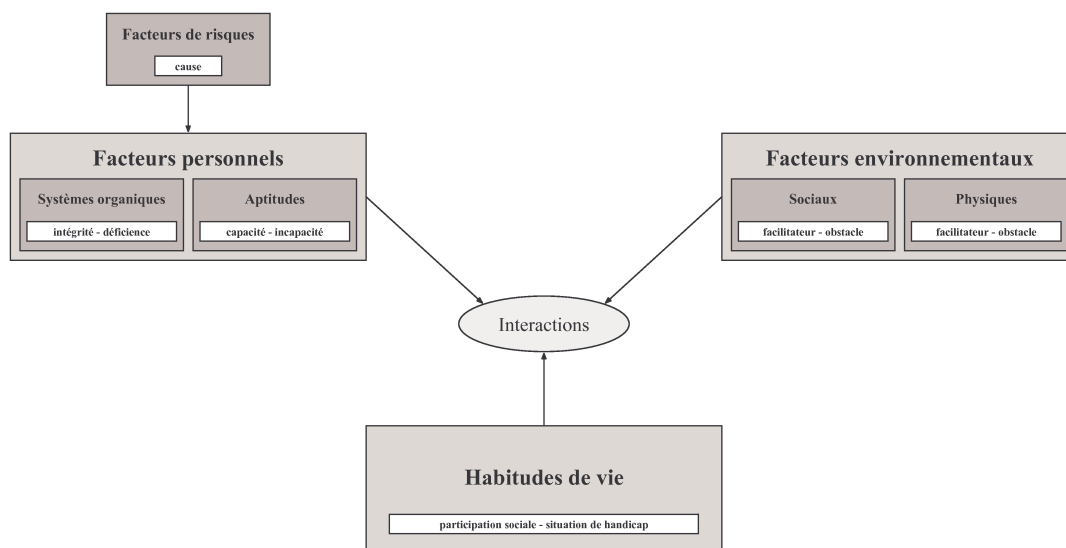 Facteurs de risques
cause
Facteurs personnels
Systèmes organiques
intégrité - déficience
Aptitudes
capacité - incapacité
Facteurs environnementaux
Sociaux
facilitateur - obstacle
Physiques
facilitateur - obstacle
Interactions
Habitudes de vie
participation sociale - situation de handicap